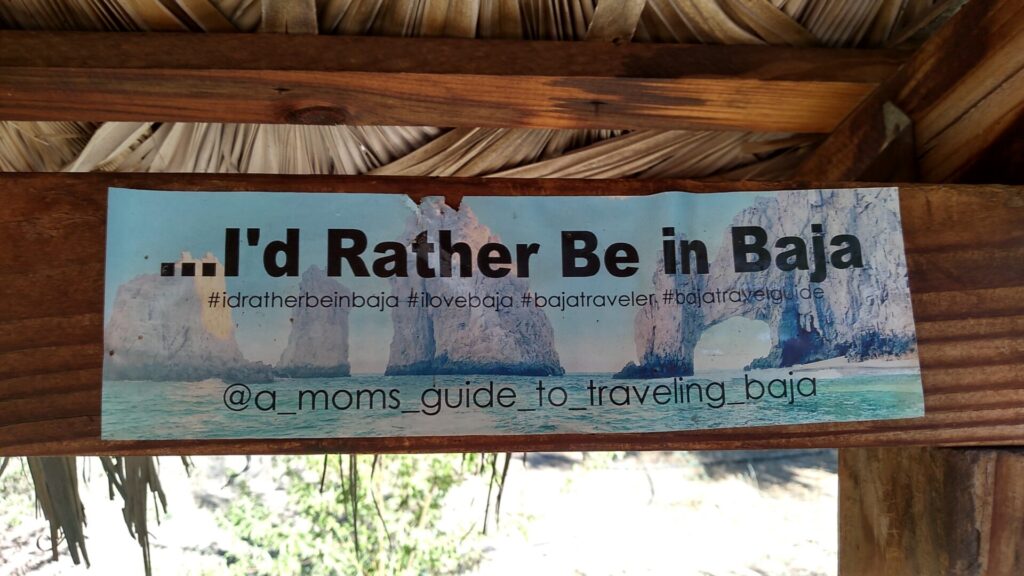 ...I'd Rather Be in Baja
#idratherbeinbaja #ilovebaja #bajatraveler #bajatravelguide
@a_moms_guide_to_traveling_baja